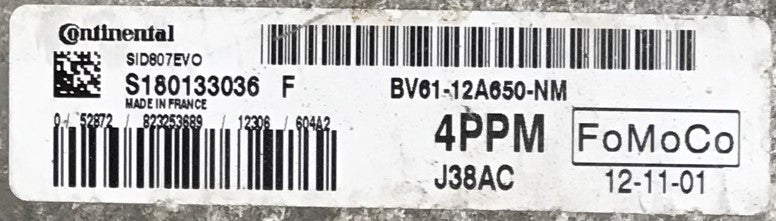 Continental
SID807EVO
S180133036 F
MADE IN FRANCE
0 / 52872 / 823253689 / 12306 / 604A2
BV61-12A650-NM
4PPM
FoMoCo
J38AC
12-11-01